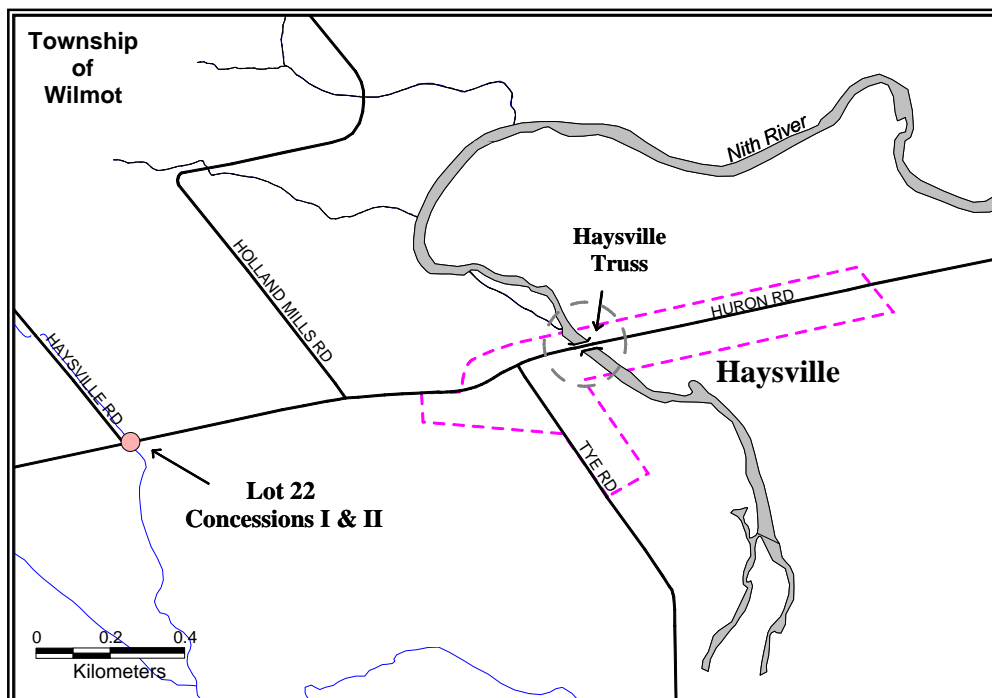 Township
of
Wilmot
Nith River
Haysville
Truss
HURON RD
HOLLAND MILLS RD
HAYSVILLE RD
Haysville
TYE RD
Lot 22
Concessions I & II
0 0.2 0.4
Kilometers